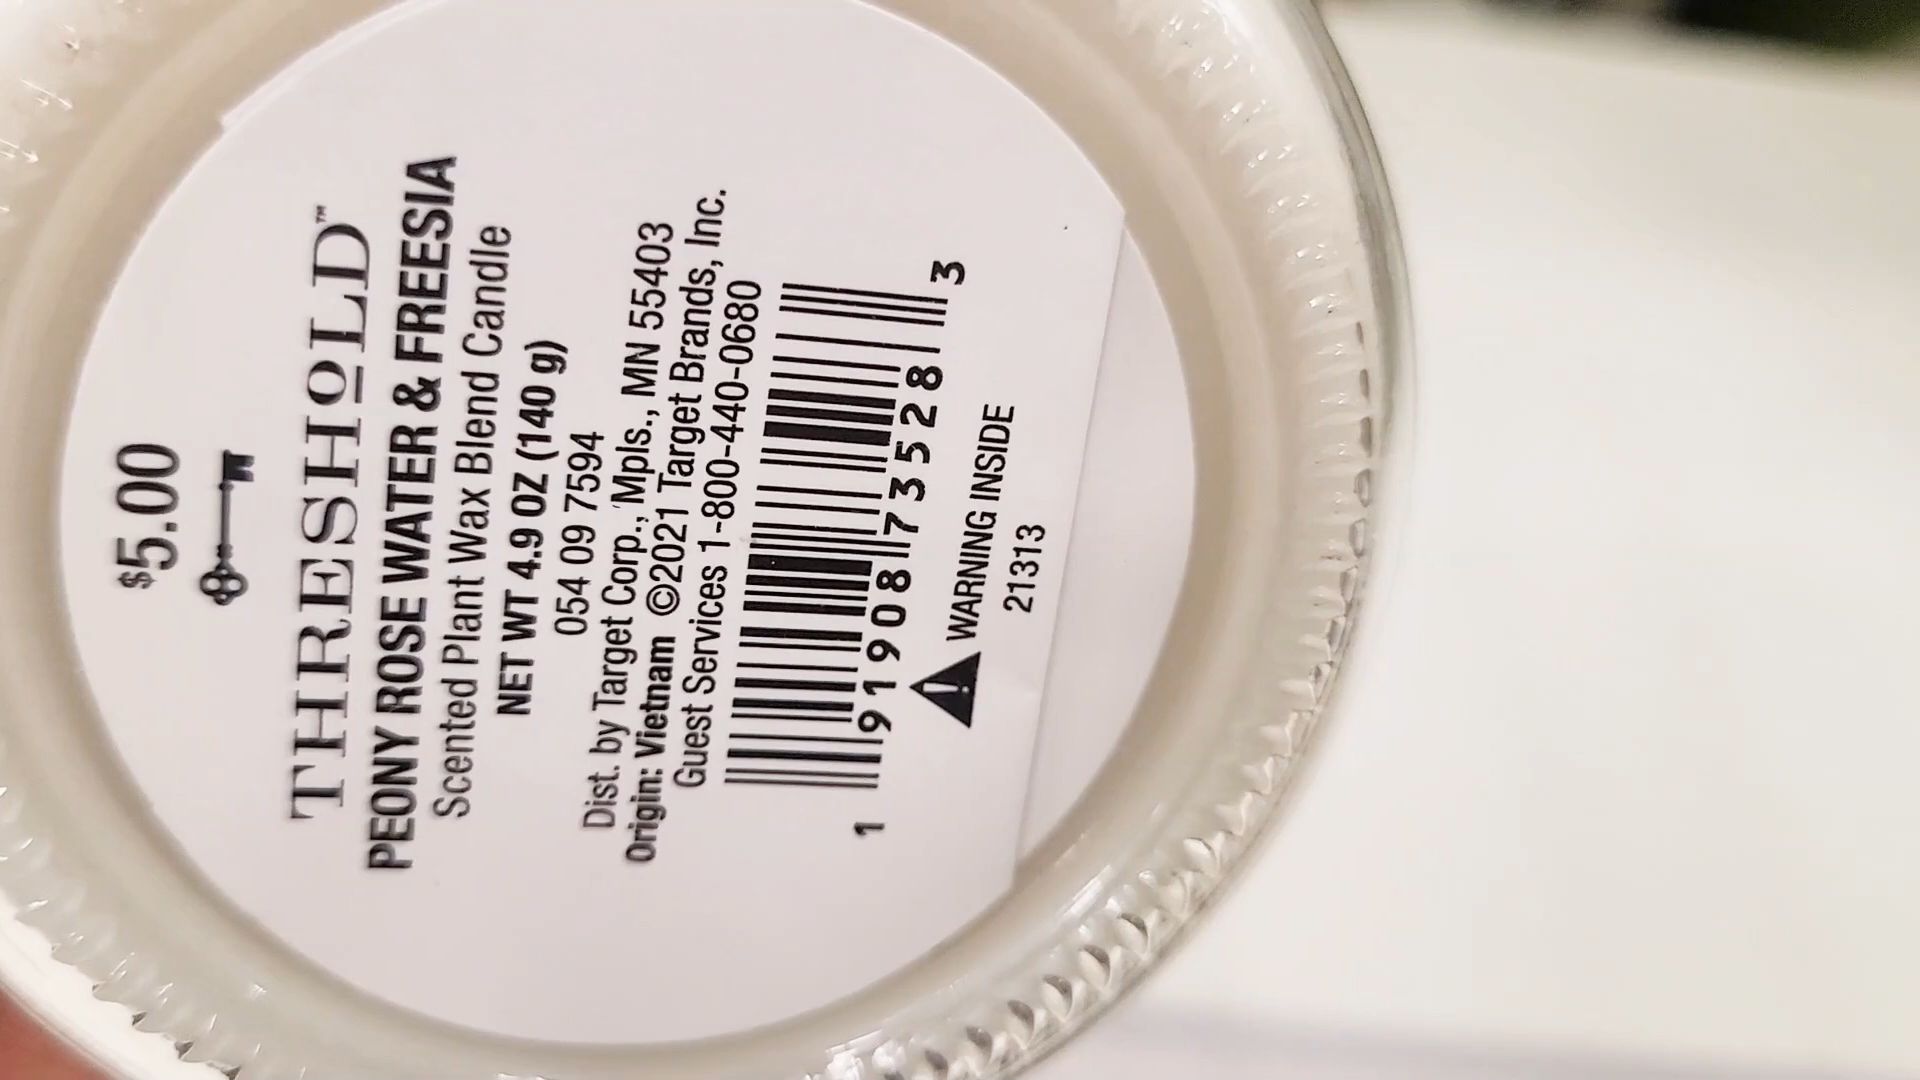 $5.00
THRESHOLD™
PEONY ROSE WATER & FREESIA
Scented Plant Wax Blend Candle
NET WT 4.9 OZ (140 g)
054 09 7594
Dist. by Target Corp., Mpls., MN 55403
Origin: Vietnam ©2021 Target Brands, Inc.
Guest Services 1-800-440-0680
1 91908 73528 3
WARNING INSIDE
21313